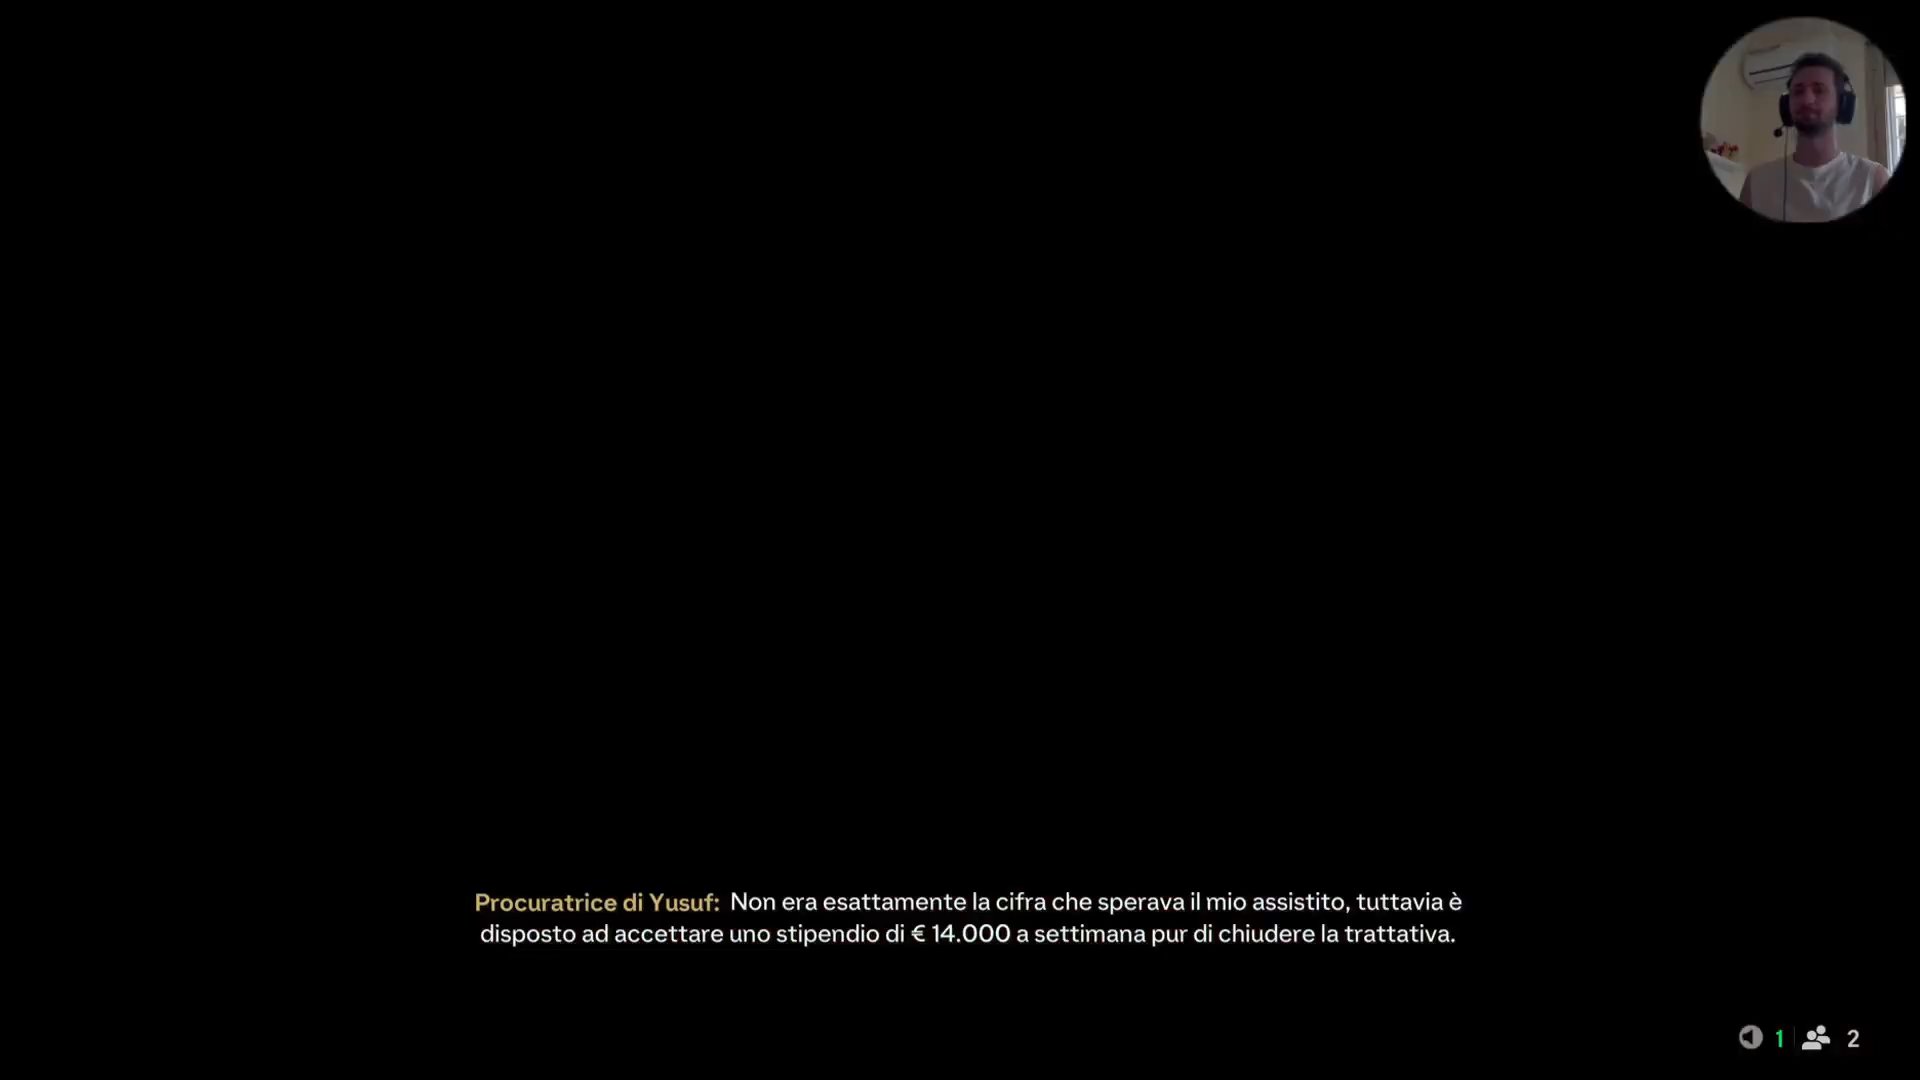 Procuratrice di Yusuf: Non era esattamente la cifra che sperava il mio assistito, tuttavia è
disposto ad accettare uno stipendio di € 14.000 a settimana pur di chiudere la trattativa.
1 2